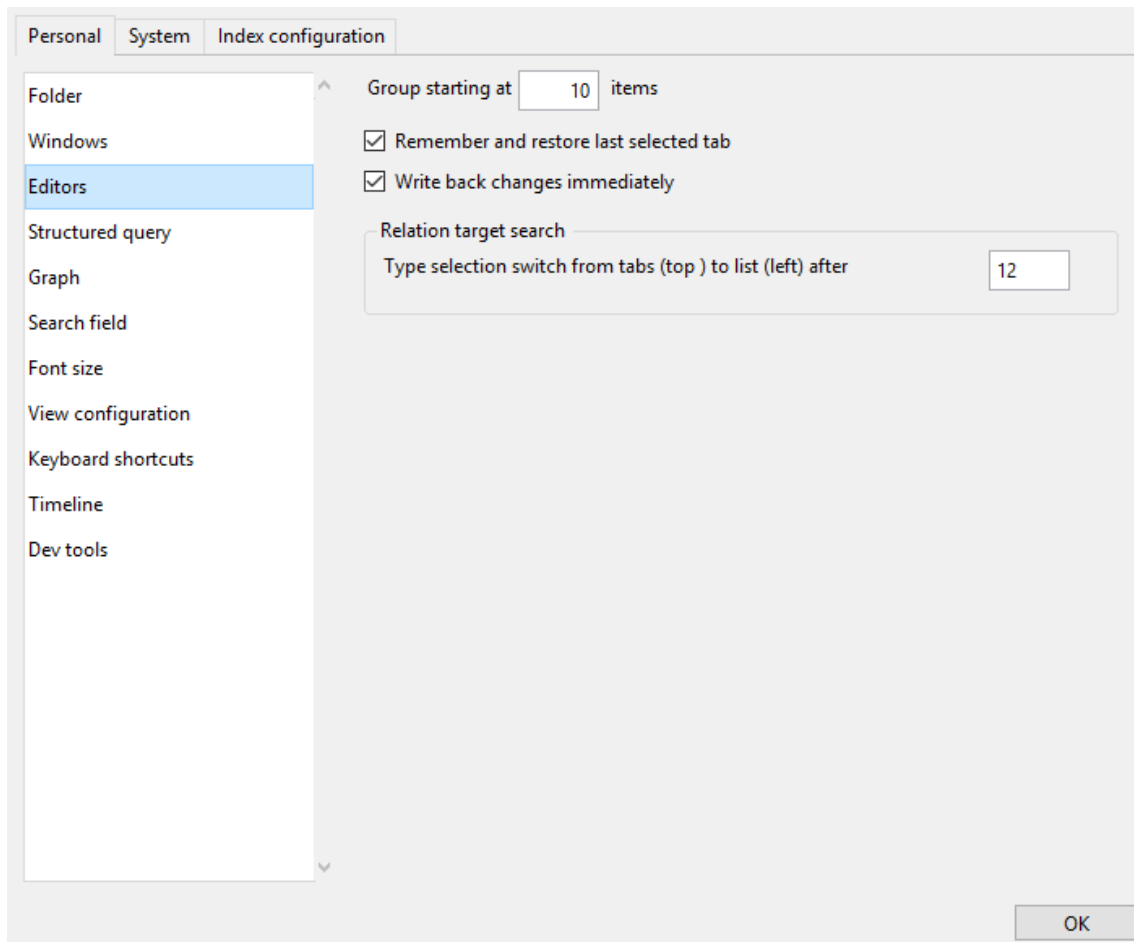 Personal System Index configuration
Folder
Windows
Editors
Structured query
Graph
Search field
Font size
View configuration
Keyboard shortcuts
Timeline
Dev tools
Group starting at 10 items
Remember and restore last selected tab
Write back changes immediately
Relation target search
Type selection switch from tabs (top ) to list (left) after 12
OK